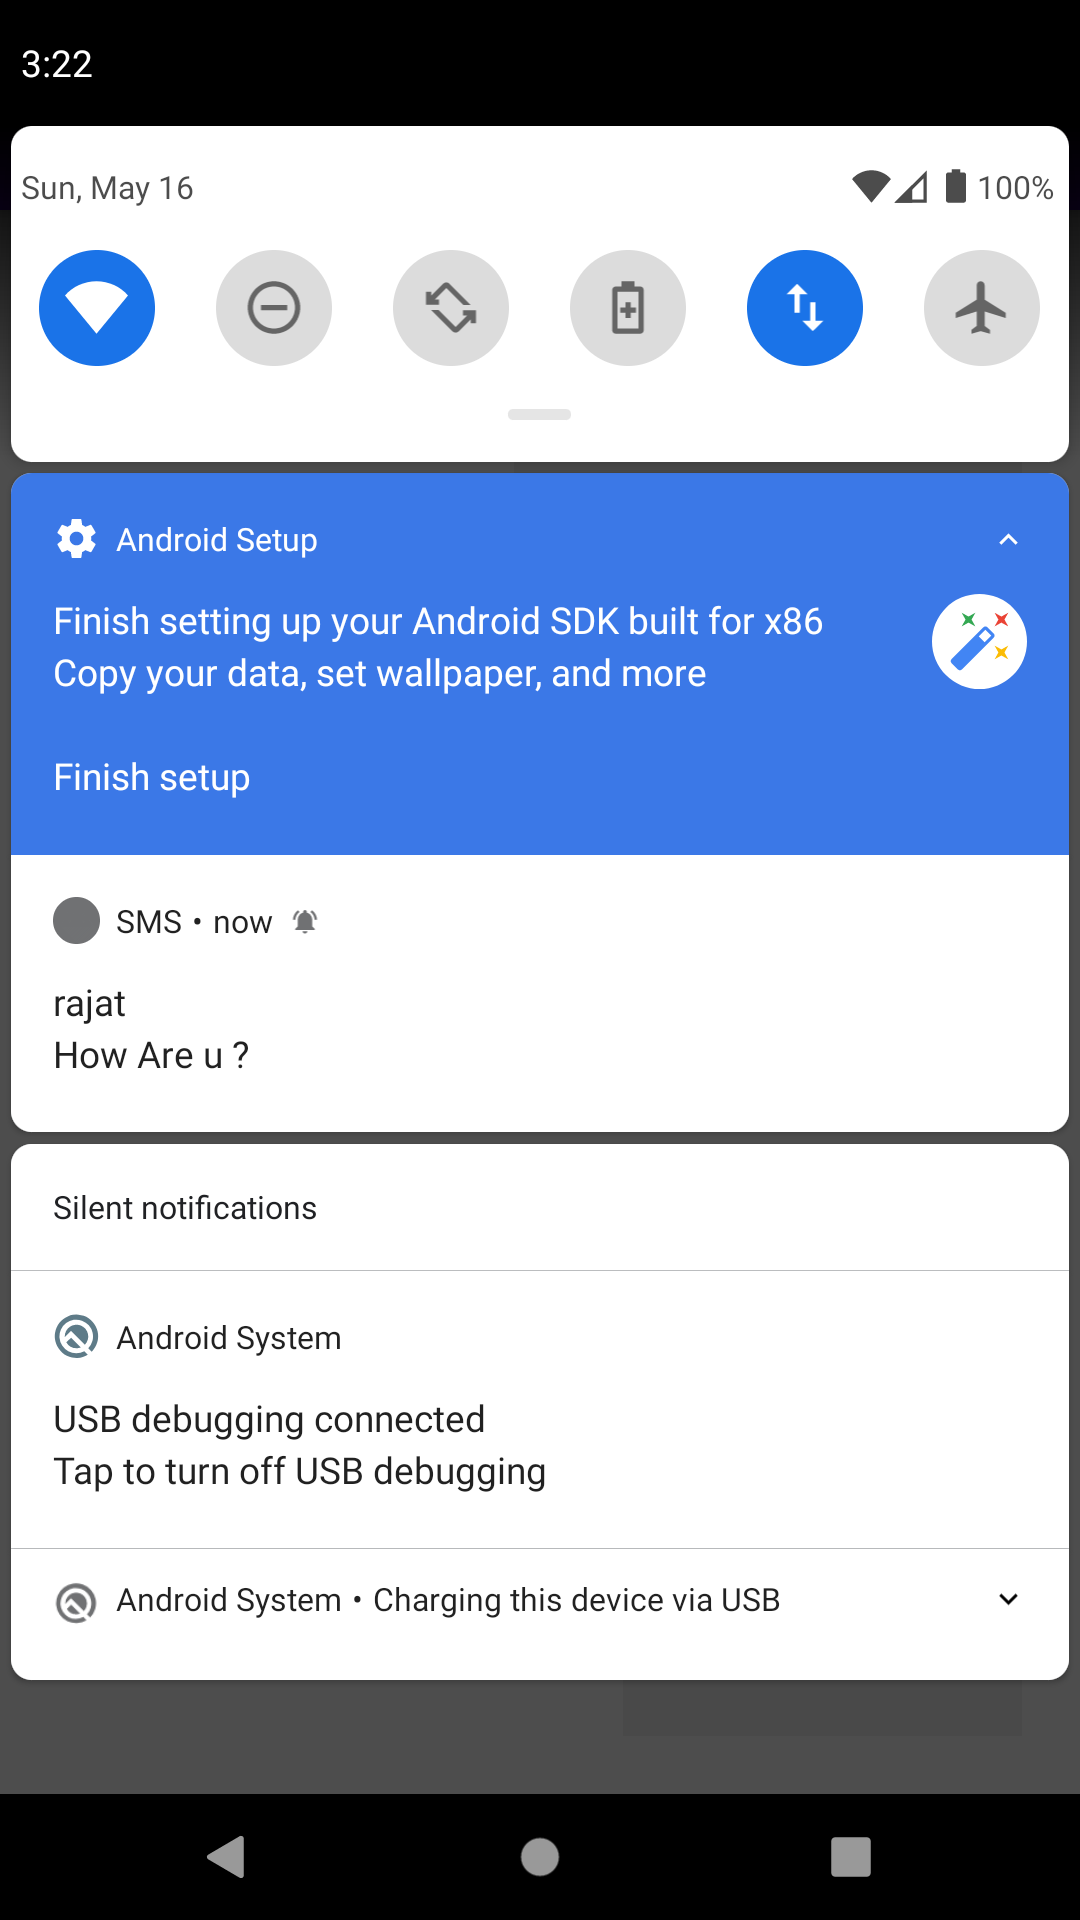 3:22
Sun, May 16
100%
Android Setup
Finish setting up your Android SDK built for x86
Copy your data, set wallpaper, and more
Finish setup
SMS • now
rajat
How Are u ?
Silent notifications
Android System
USB debugging connected
Tap to turn off USB debugging
Android System • Charging this device via USB